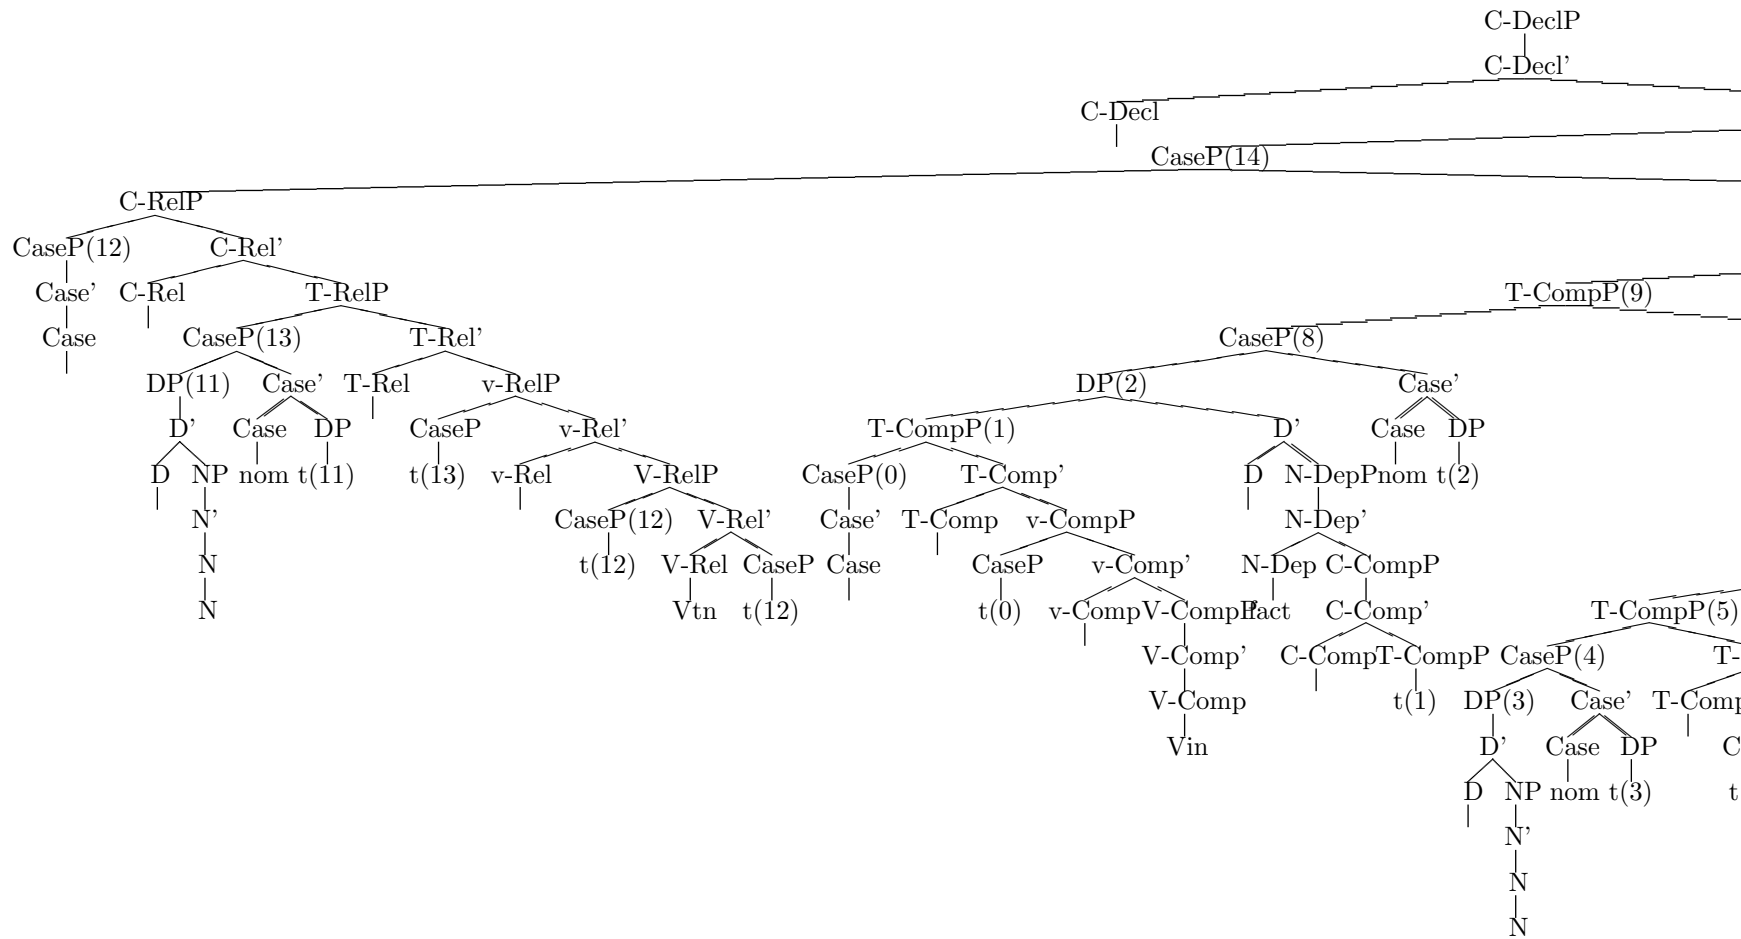 C-DeclP
C-Decl’
C-Decl
CaseP(14)
C-RelP
CaseP(12) C-Rel’
Case’ C-Rel T-RelP T-CompP(9)
Case CaseP(13) T-Rel’ CaseP(8)
DP(11) Case’ T-Rel v-RelP DP(2) Case’
D’ Case DP CaseP v-Rel’ T-CompP(1) D’ Case DP
D NP nom t(11) t(13) v-Rel V-RelP CaseP(0) T-Comp’ D N-DepP nom t(2)
N’ CaseP(12) V-Rel’ Case’ T-Comp v-CompP N-Dep’
N t(12) V-Rel CaseP Case CaseP v-Comp’ N-Dep C-CompP
N Vtn t(12) t(0) v-Comp V-CompP fact C-Comp’ T-CompP(5)
V-Comp’ C-Comp T-CompP CaseP(4) T-
V-Comp t(1) DP(3) Case’ T-Comp
Vin D’ Case DP C
D NP nom t(3) t
N’
N
N